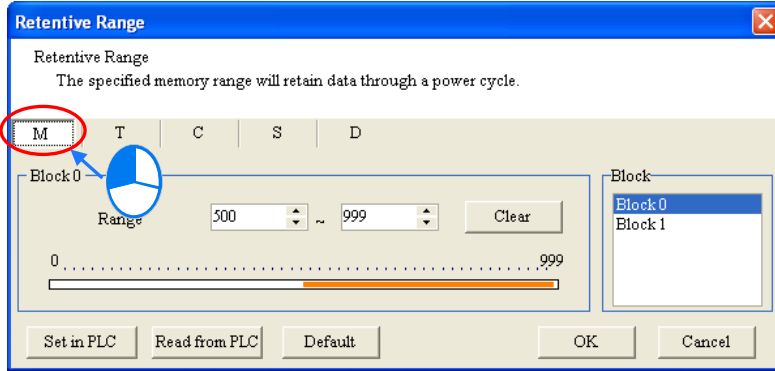 Retentive Range
Retentive Range
The specified memory range will retain data through a power cycle.
M T C S D
Block 0
Range 500 ~ 999 Clear
0 999
Block
Block 0
Block 1
Set in PLC Read from PLC Default OK Cancel